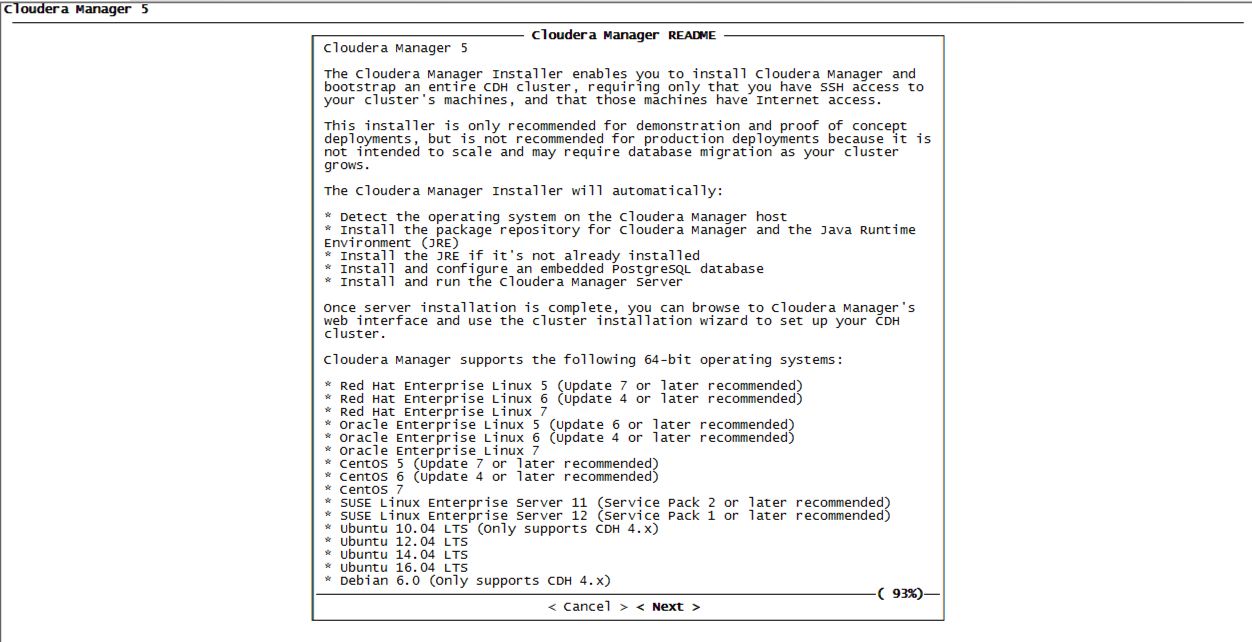 Cloudera Manager 5
Cloudera Manager README
Cloudera Manager 5
The Cloudera Manager Installer enables you to install Cloudera Manager and
bootstrap an entire CDH cluster, requiring only that you have SSH access to
your cluster's machines, and that those machines have Internet access.
This installer is only recommended for demonstration and proof of concept
deployments, but is not recommended for production deployments because it is
not intended to scale and may require database migration as your cluster
grows.
The Cloudera Manager Installer will automatically:
* Detect the operating system on the Cloudera Manager host
* Install the package repository for Cloudera Manager and the Java Runtime
Environment (JRE)
* Install the JRE if it's not already installed
* Install and configure an embedded PostgreSQL database
* Install and run the Cloudera Manager Server
Once server installation is complete, you can browse to Cloudera Manager's
web interface and use the cluster installation wizard to set up your CDH
cluster.
Cloudera Manager supports the following 64-bit operating systems:
* Red Hat Enterprise Linux 5 (Update 7 or later recommended)
* Red Hat Enterprise Linux 6 (Update 4 or later recommended)
* Red Hat Enterprise Linux 7
* Oracle Enterprise Linux 5 (Update 6 or later recommended)
* Oracle Enterprise Linux 6 (Update 4 or later recommended)
* Oracle Enterprise Linux 7
* CentOS 5 (Update 7 or later recommended)
* CentOS 6 (Update 4 or later recommended)
* CentOS 7
* SUSE Linux Enterprise Server 11 (Service Pack 2 or later recommended)
* SUSE Linux Enterprise Server 12 (Service Pack 1 or later recommended)
* Ubuntu 10.04 LTS (Only supports CDH 4.x)
* Ubuntu 12.04 LTS
* Ubuntu 14.04 LTS
* Ubuntu 16.04 LTS
* Debian 6.0 (Only supports CDH 4.x)
( 93%)
< Cancel > < Next >